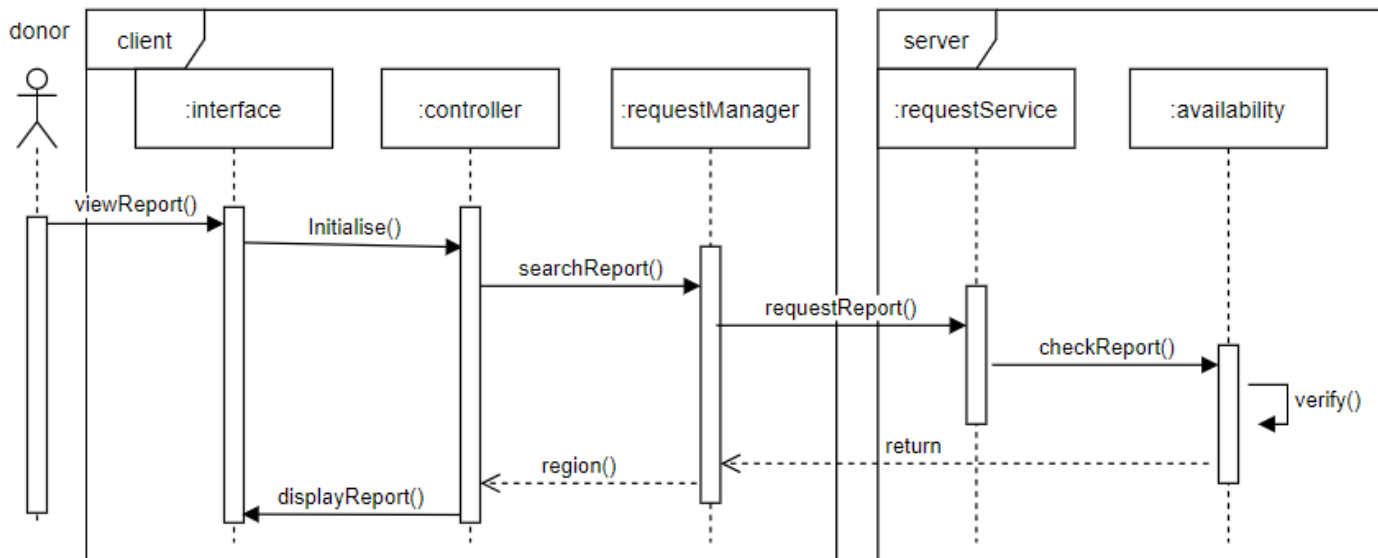 donor
client
server
:interface
:controller
:requestManager
:requestService
:availability
viewReport()
Initialise()
searchReport()
requestReport()
checkReport()
verify()
return
region()
displayReport()